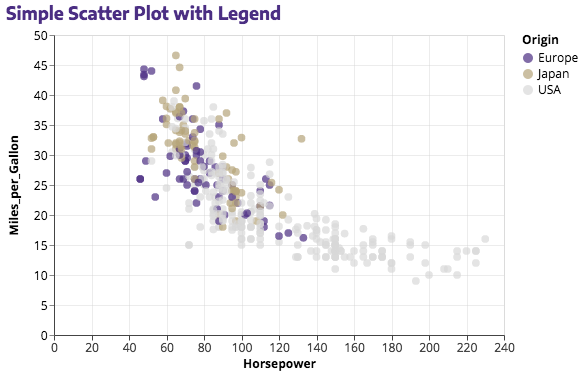 Simple Scatter Plot with Legend
Origin
Europe
Japan
USA
Miles_per_Gallon
50
45
40
35
30
25
20
15
10
5
0
0 20 40 60 80 100 120 140 160 180 200 220 240
Horsepower